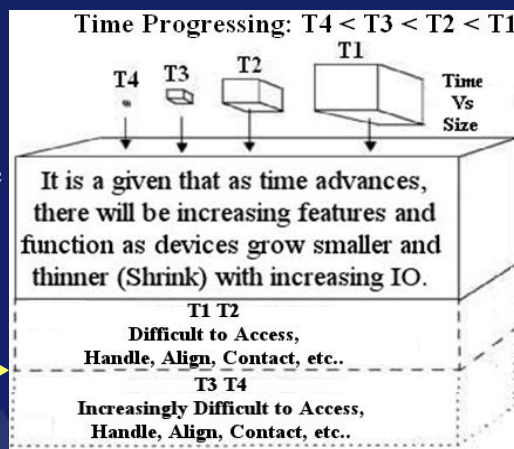 Time Progressing: T4 < T3 < T2 < T1
T4 T3 T2 T1
Time
Vs
Size
It is a given that as time advances,
there will be increasing features and
function as devices grow smaller and
thinner (Shrink) with increasing IO.
T1 T2
Difficult to Access,
Handle, Align, Contact, etc..
T3 T4
Increasingly Difficult to Access,
Handle, Align, Contact, etc..